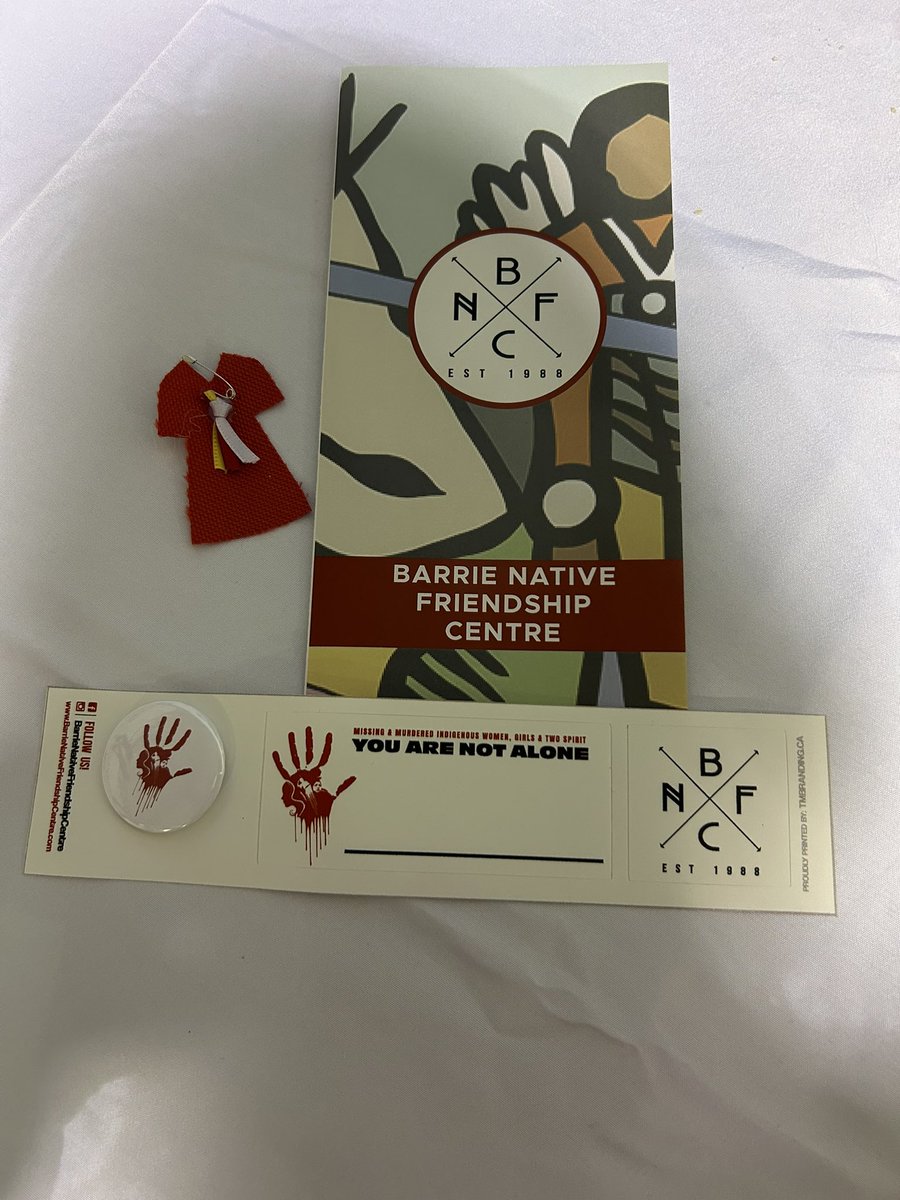 B
N F
C
EST 1988
BARRIE NATIVE
FRIENDSHIP
CENTRE
FOLLOW US!
BarrieNativeFriendshipCentre
www.BarrieNativeFriendshipCentre.com
MISSING & MURDERED INDIGENOUS WOMEN, GIRLS & TWO SPIRIT
YOU ARE NOT ALONE
B
N F
C
EST 1988
PROUDLY PRINTED BY: TMBRANDING.CA